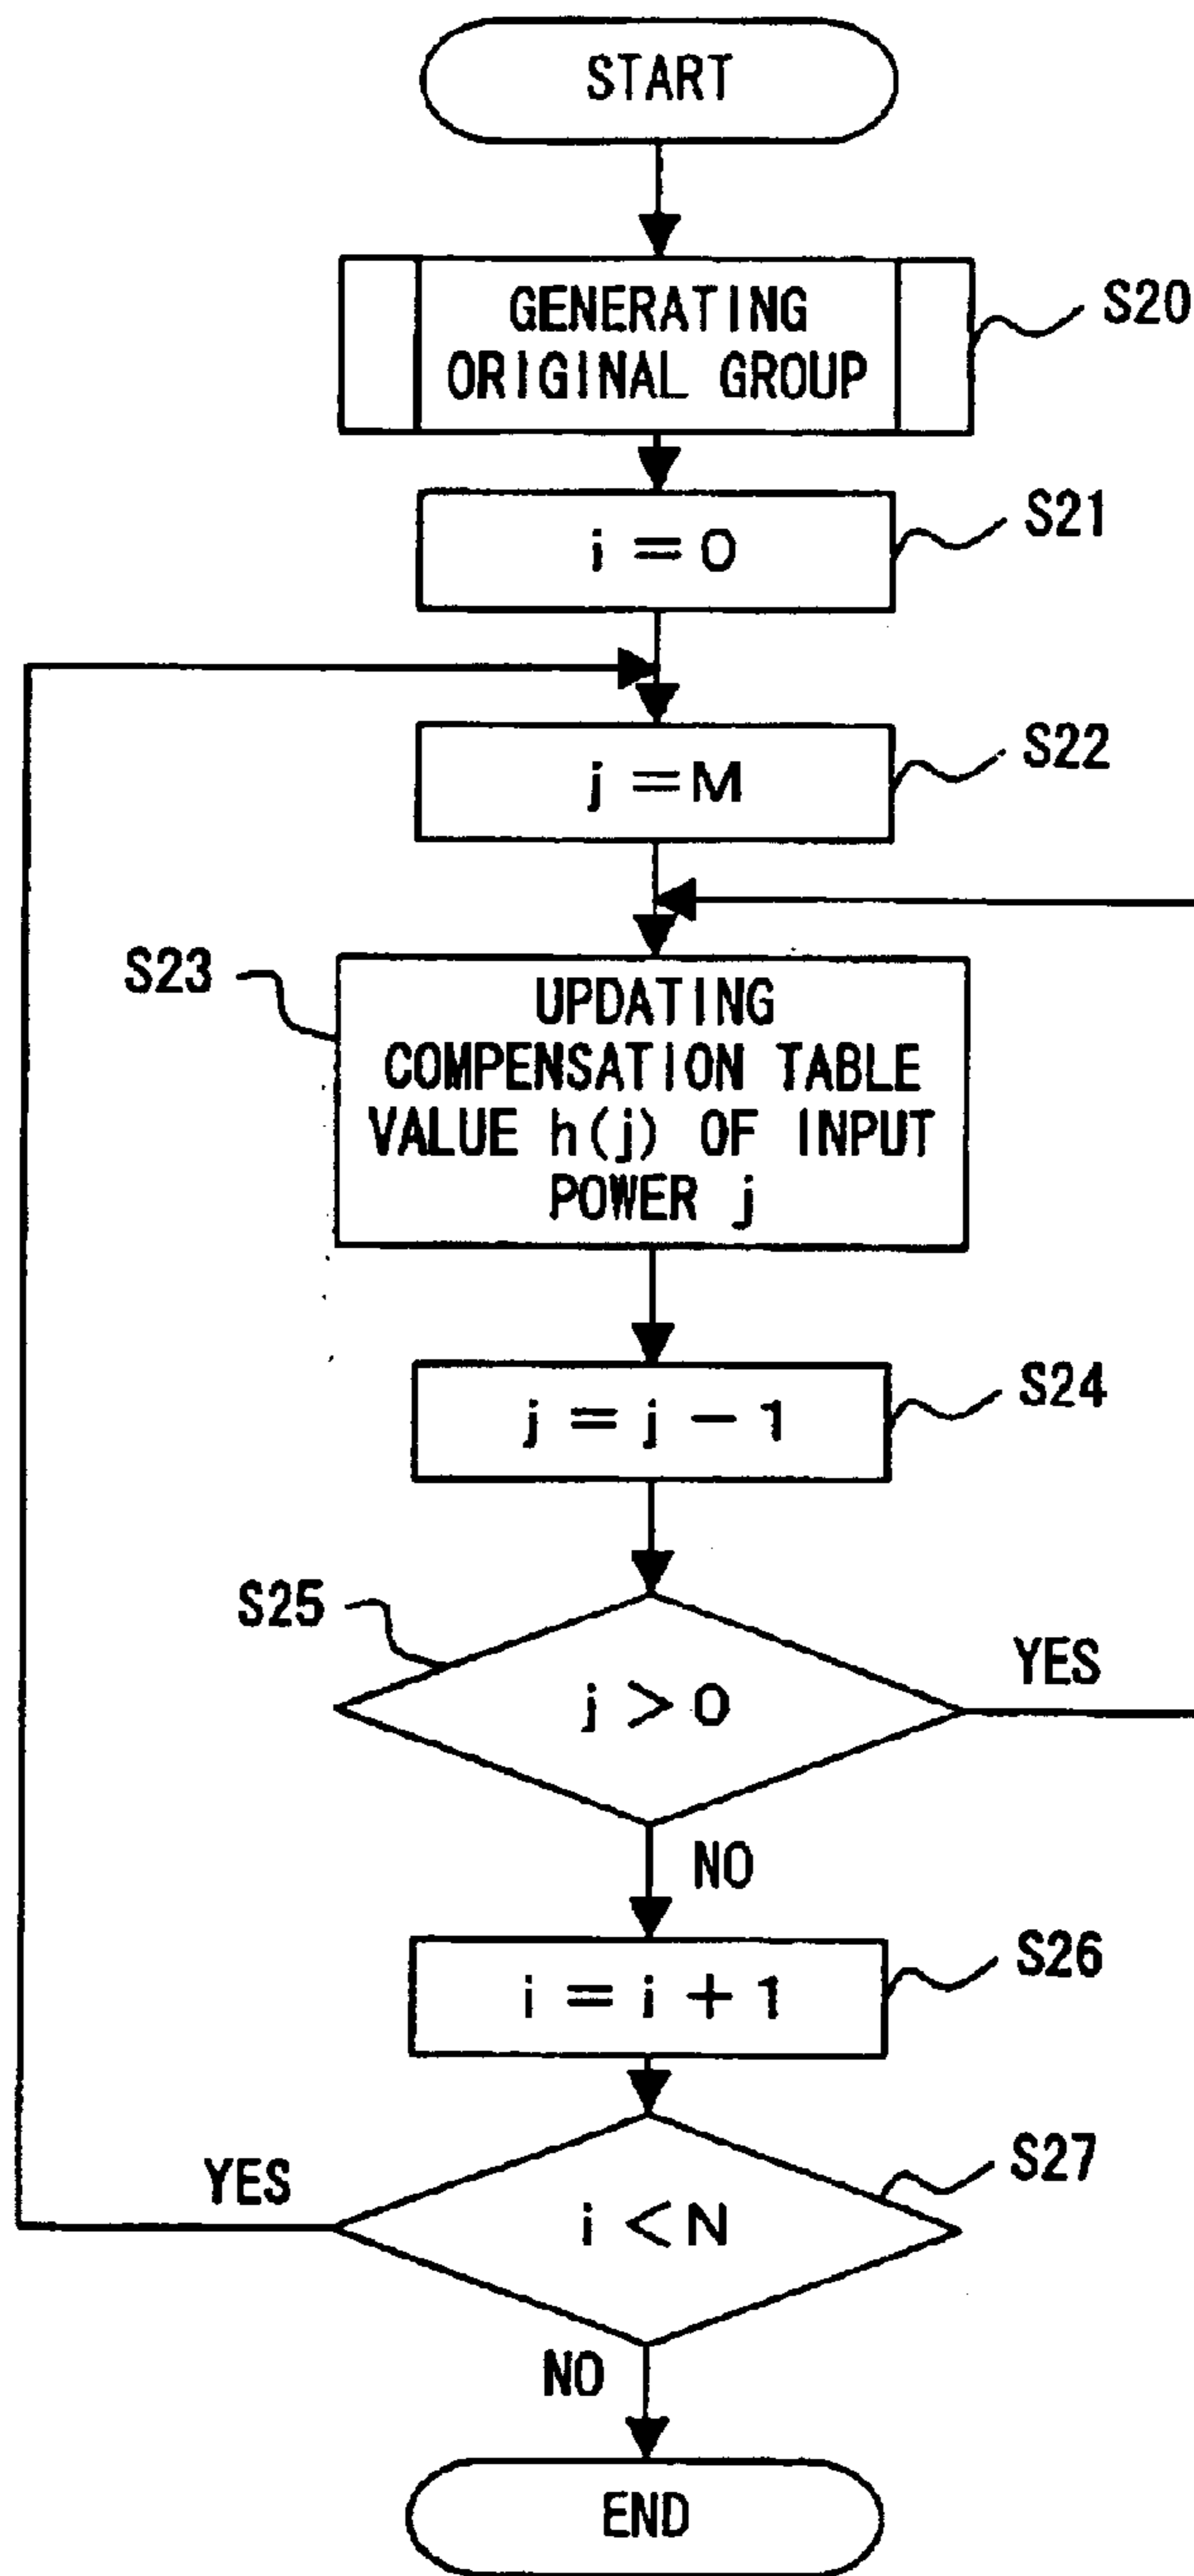 START
GENERATING
ORIGINAL GROUP
S20
i = 0
S21
j = M
S22
S23
UPDATING
COMPENSATION TABLE
VALUE h(j) OF INPUT
POWER j
j = j - 1
S24
S25
j > 0
YES
NO
i = i + 1
S26
S27
YES
i < N
NO
END